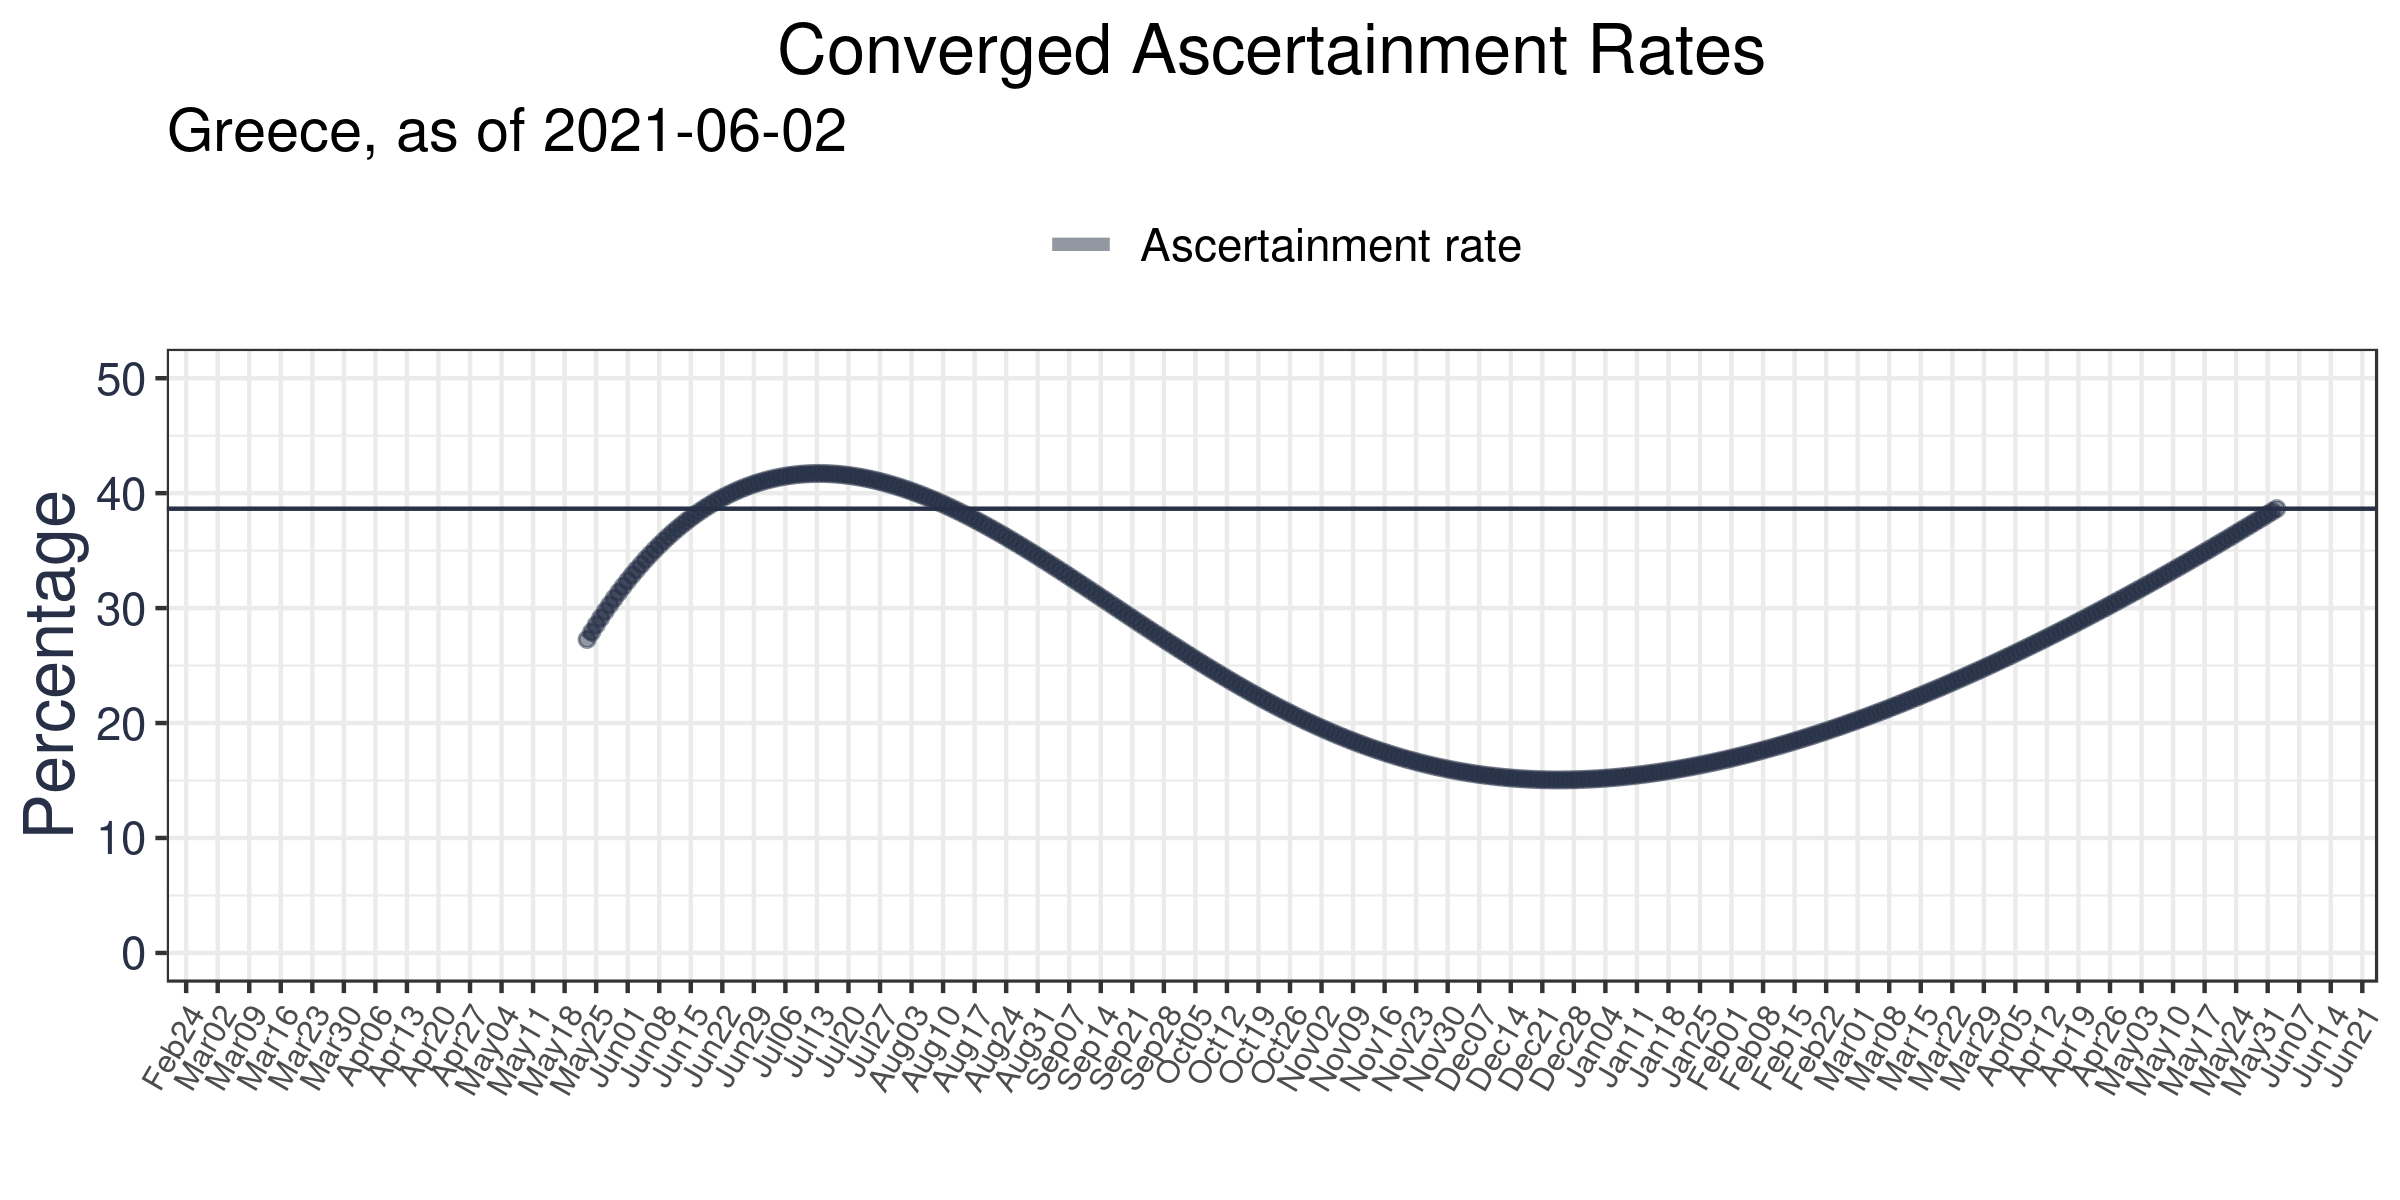 Converged Ascertainment Rates
Greece, as of 2021-06-02
Ascertainment rate
Percentage
50
40
30
20
10
0
Feb24
Mar02
Mar09
Mar16
Mar23
Mar30
Apr06
Apr13
Apr20
Apr27
May04
May11
May18
May25
Jun01
Jun08
Jun15
Jun22
Jun29
Jul06
Jul13
Jul20
Jul27
Aug03
Aug10
Aug17
Aug24
Aug31
Sep07
Sep14
Sep21
Sep28
Oct05
Oct12
Oct19
Oct26
Nov02
Nov09
Nov16
Nov23
Nov30
Dec07
Dec14
Dec21
Dec28
Jan04
Jan11
Jan18
Jan25
Feb01
Feb08
Feb15
Feb22
Mar01
Mar08
Mar15
Mar22
Mar29
Apr05
Apr12
Apr19
Apr26
May03
May10
May17
May24
May31
Jun07
Jun14
Jun21